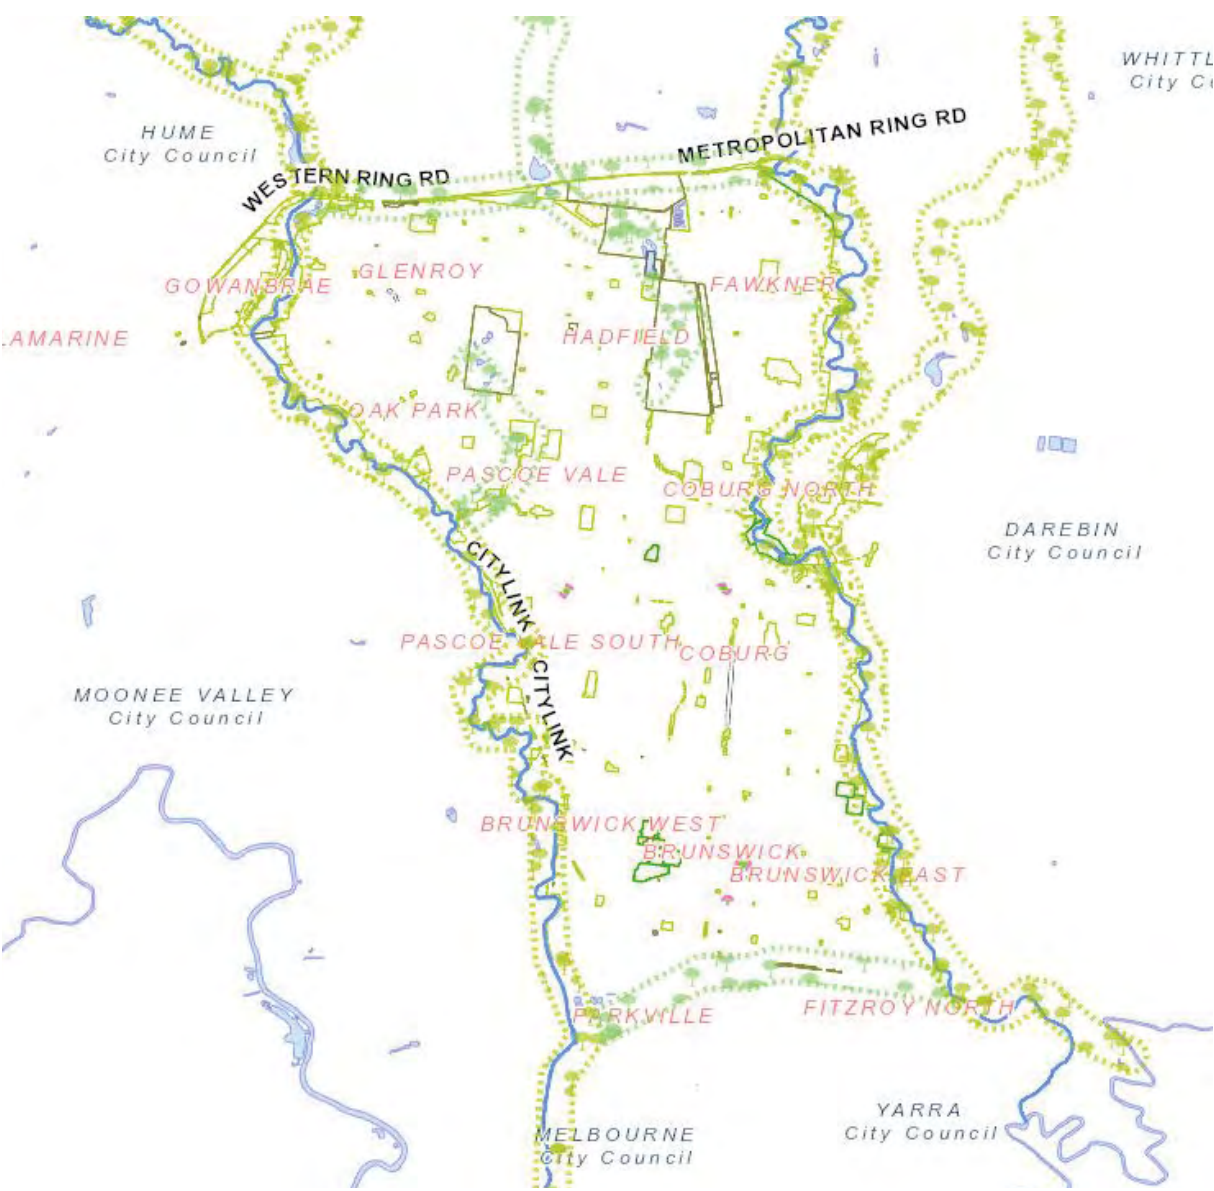 WHITTL
City Co
HUME
City Council
METROPOLITAN RING RD
WESTERN RING RD
GLENROY
GOWANBRAE
FAWKNER
LAMARINE
HADFIELD
OAK PARK
PASCOE VALE
COBURG NORTH
DAREBIN
City Council
CITYLINK
PASCOE VALE SOUTH
COBURG
CITYLINK
MOONEE VALLEY
City Council
BRUNSWICK WEST
BRUNSWICK
BRUNSWICK EAST
PARKVILLE
FITZROY NORTH
YARRA
City Council
MELBOURNE
City Council